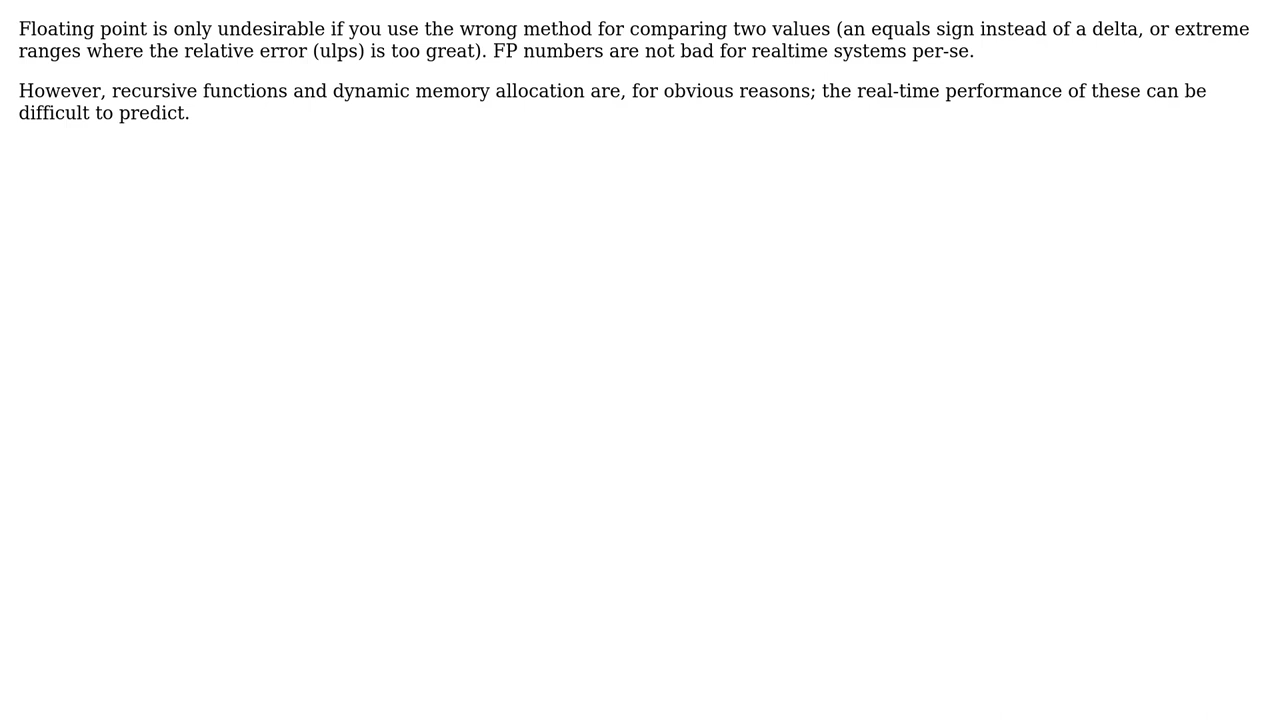 Floating point is only undesirable if you use the wrong method for comparing two values (an equals sign instead of a delta, or extreme
ranges where the relative error (ulps) is too great). FP numbers are not bad for realtime systems per-se.
However, recursive functions and dynamic memory allocation are, for obvious reasons; the real-time performance of these can be
difficult to predict.